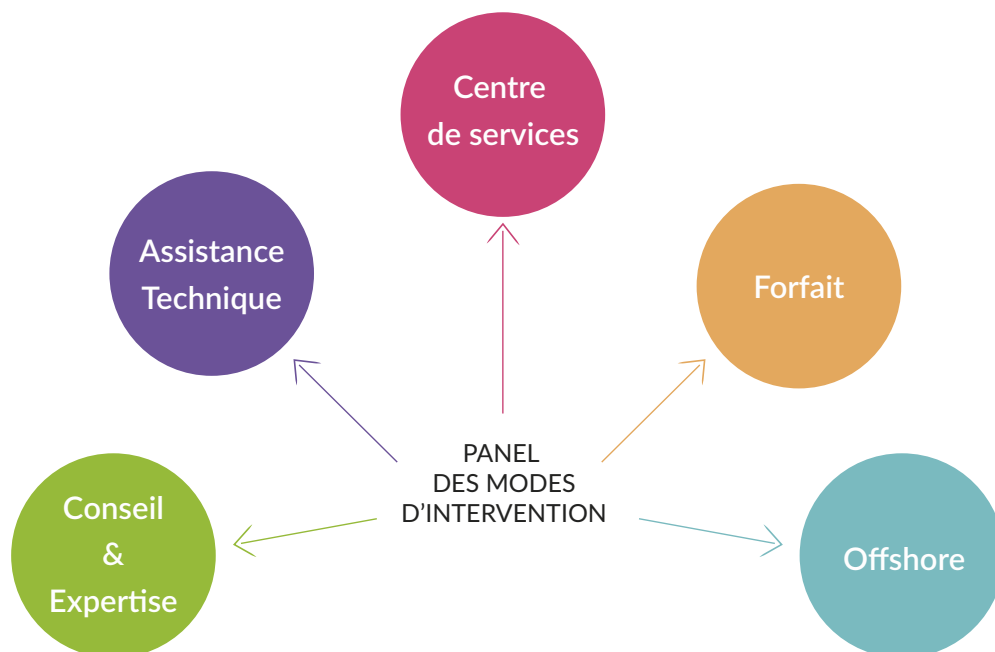 Centre
de services
Assistance
Technique
Forfait
PANEL
DES MODES
D’INTERVENTION
Conseil
&
Expertise
Offshore